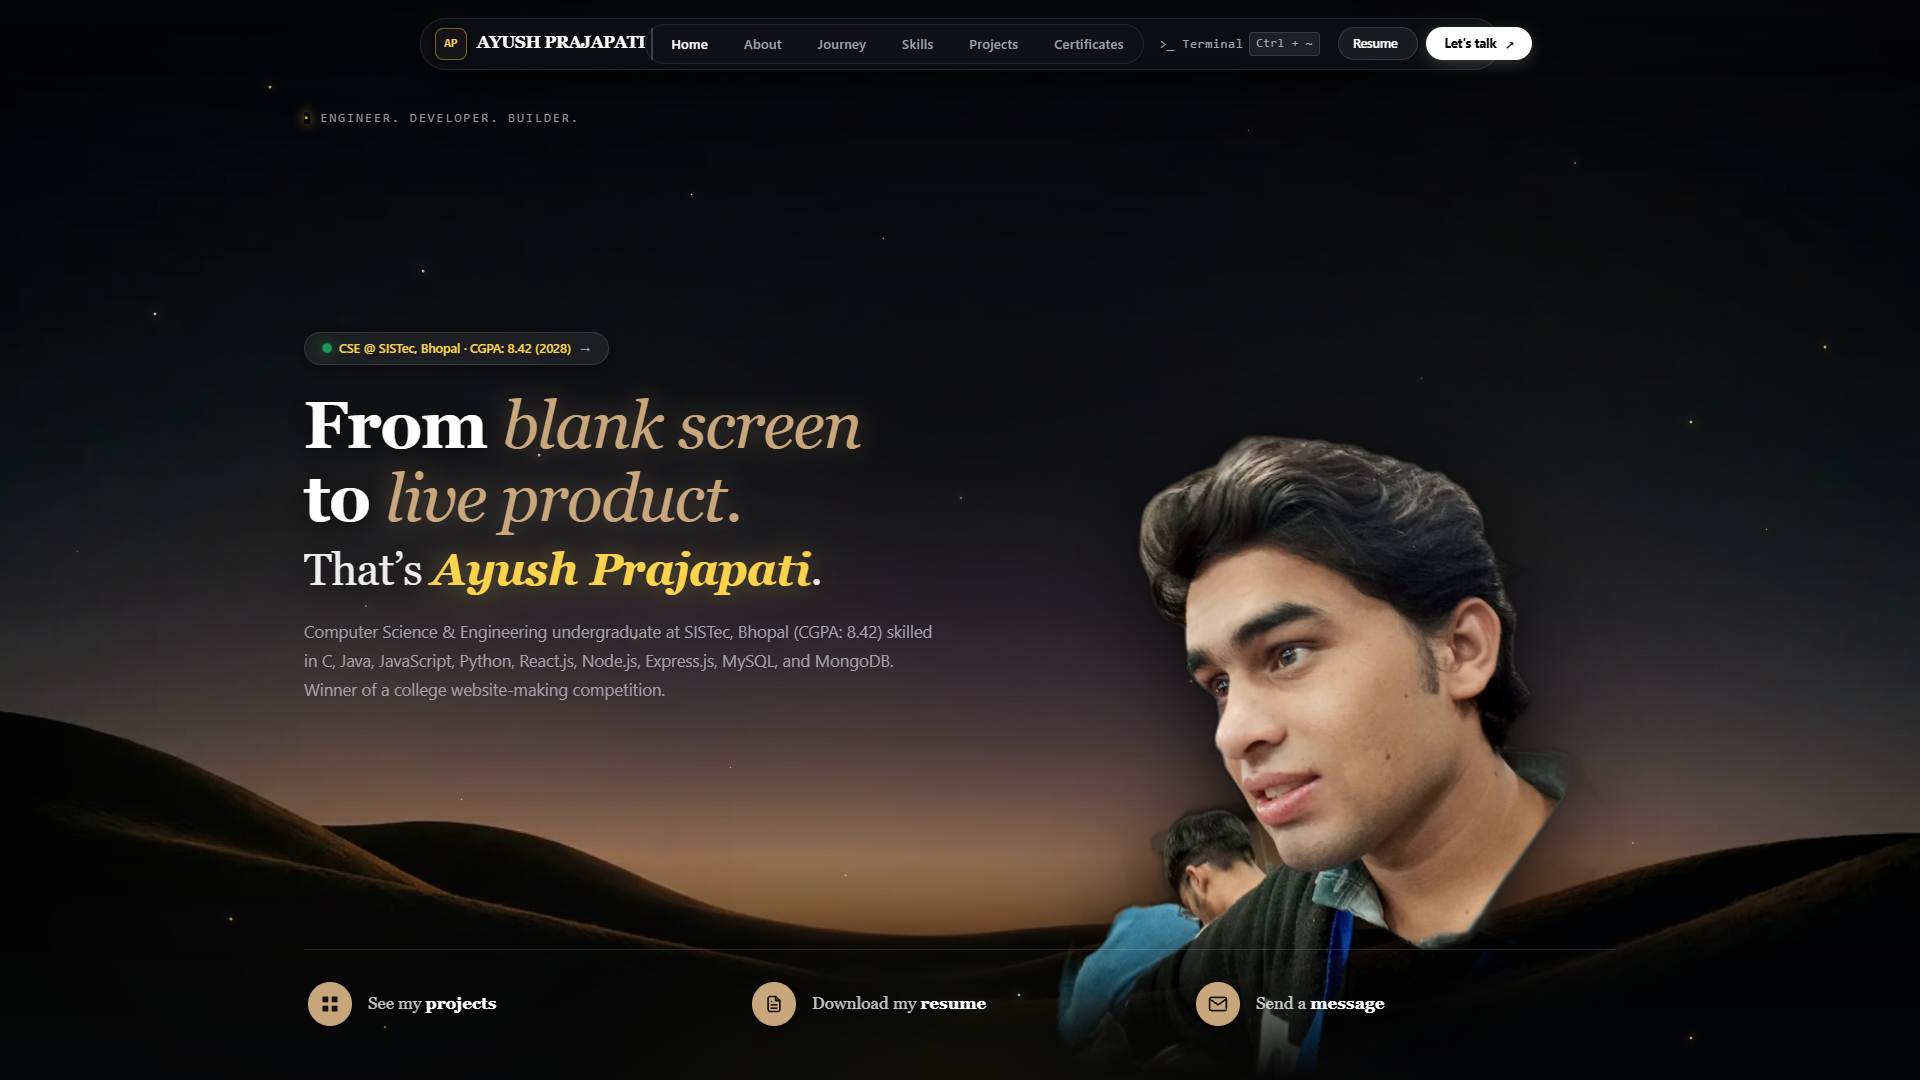 AP AYUSH PRAJAPATI Home About Journey Skills Projects Certificates >_ Terminal Ctrl + ~ Resume Let's talk ↗
ENGINEER. DEVELOPER. BUILDER.
CSE @ SISTec, Bhopal · CGPA: 8.42 (2028) →
From blank screen
to live product.
That’s Ayush Prajapati.
Computer Science & Engineering undergraduate at SISTec, Bhopal (CGPA: 8.42) skilled
in C, Java, JavaScript, Python, React.js, Node.js, Express.js, MySQL, and MongoDB.
Winner of a college website-making competition.
See my projects
Download my resume
Send a message